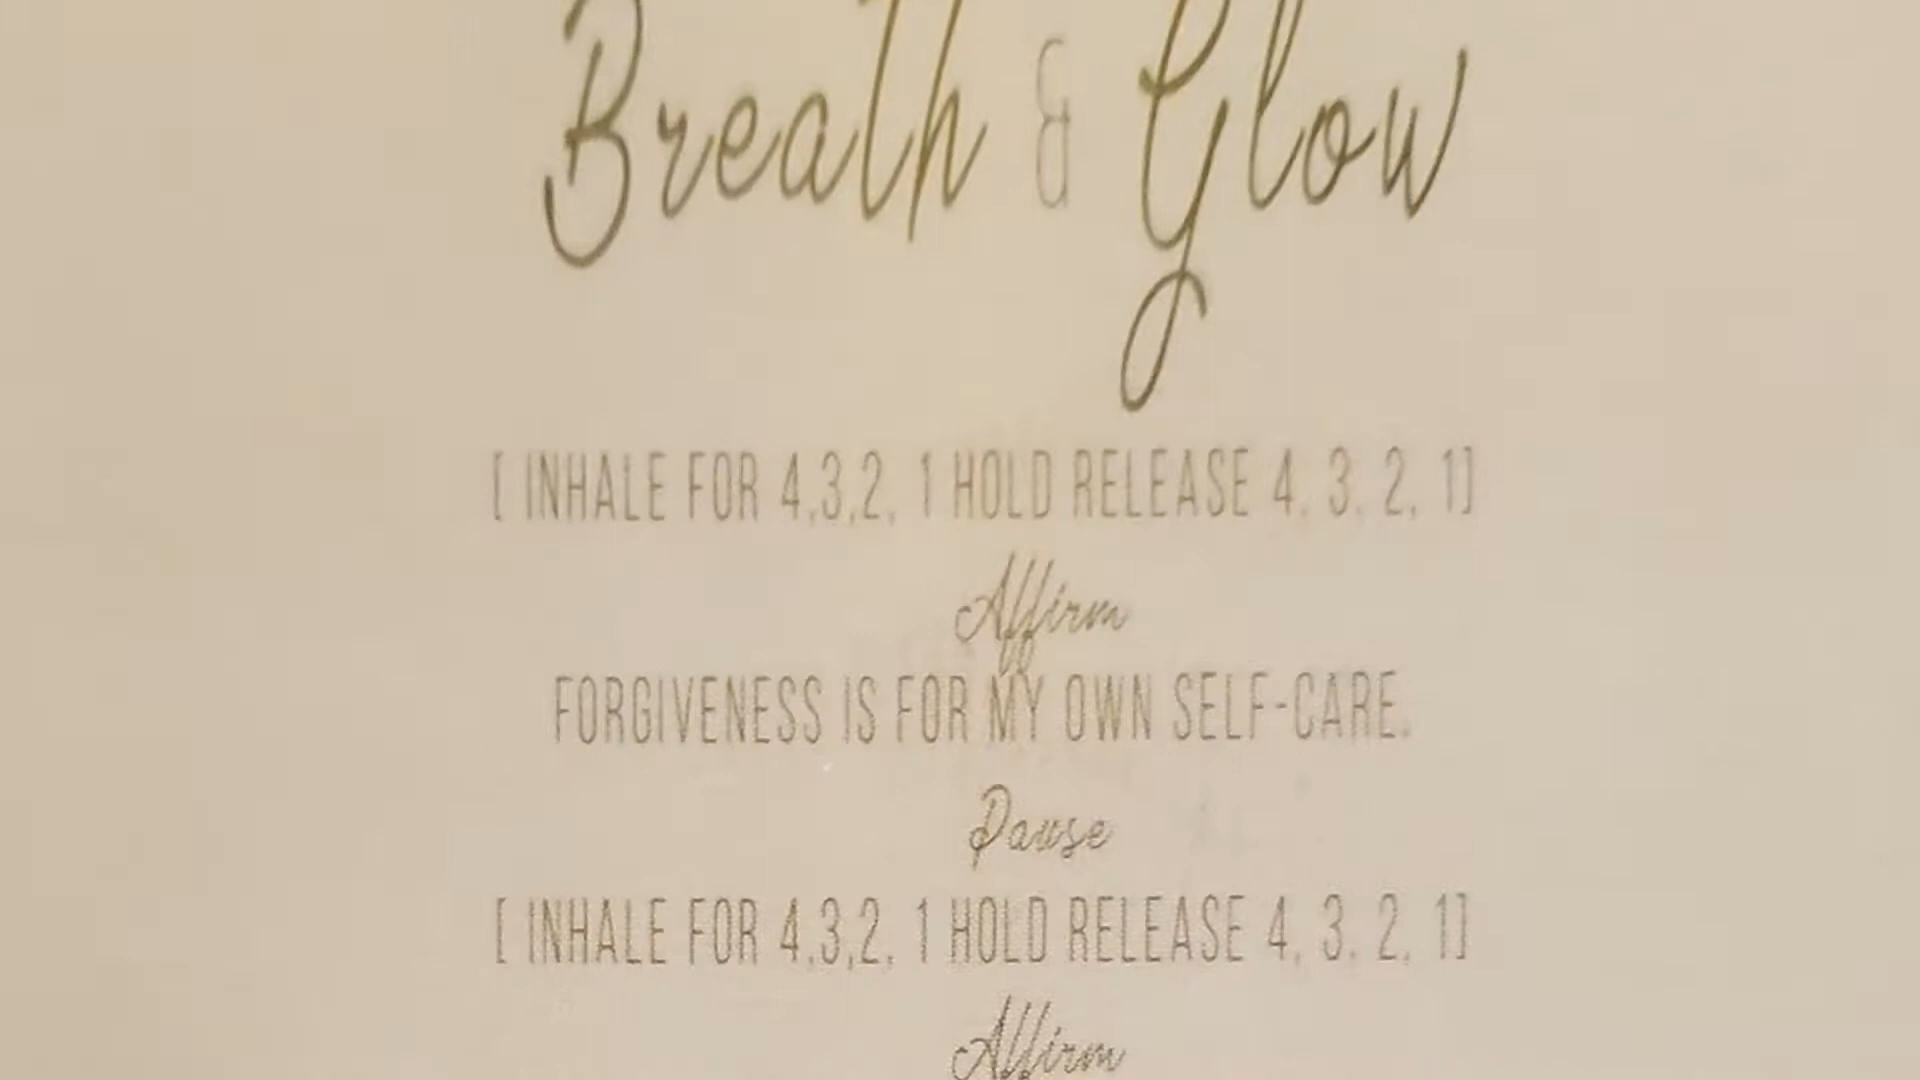 Breath & Glow
[ INHALE FOR 4,3,2, 1 HOLD RELEASE 4, 3, 2, 1]
Affirm
FORGIVENESS IS FOR MY OWN SELF-CARE.
Pause
[ INHALE FOR 4,3,2, 1 HOLD RELEASE 4, 3, 2, 1]
Affirm